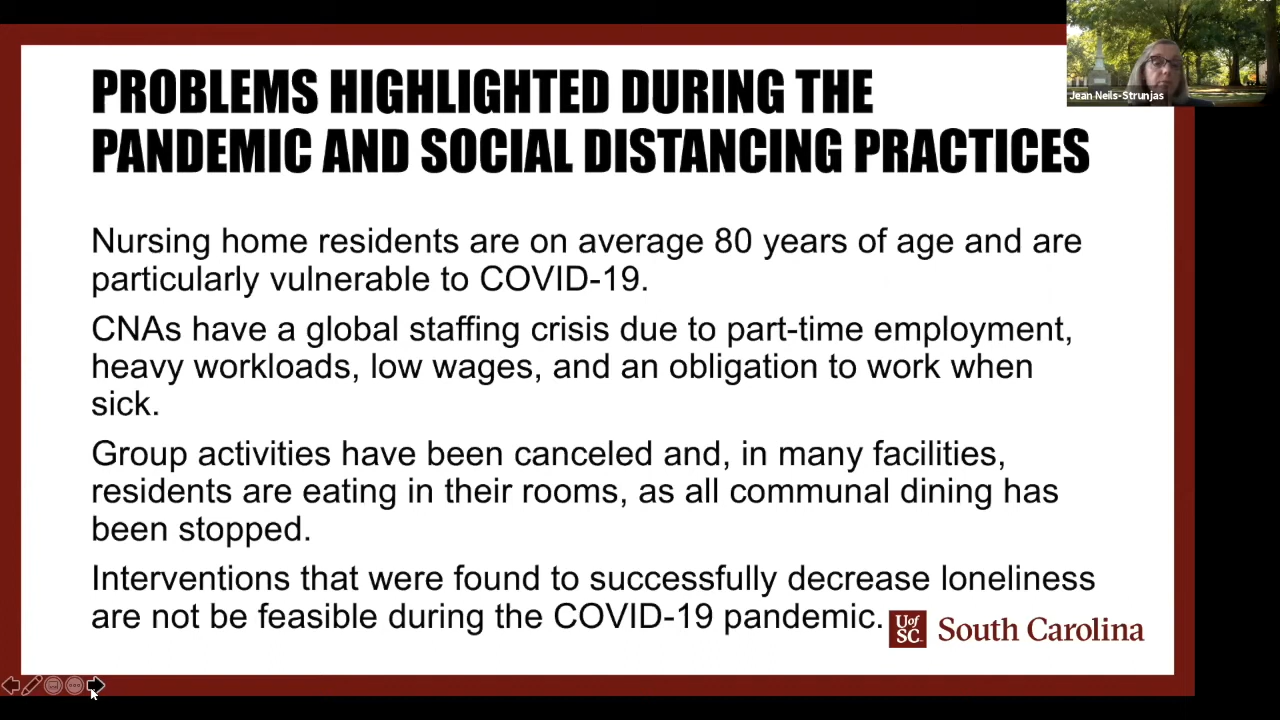 PROBLEMS HIGHLIGHTED DURING THE
PANDEMIC AND SOCIAL DISTANCING PRACTICES
Jean Neils-Strunjas
Nursing home residents are on average 80 years of age and are
particularly vulnerable to COVID-19.
CNAs have a global staffing crisis due to part-time employment,
heavy workloads, low wages, and an obligation to work when
sick.
Group activities have been canceled and, in many facilities,
residents are eating in their rooms, as all communal dining has
been stopped.
Interventions that were found to successfully decrease loneliness
are not be feasible during the COVID-19 pandemic.
U of
SC
South Carolina